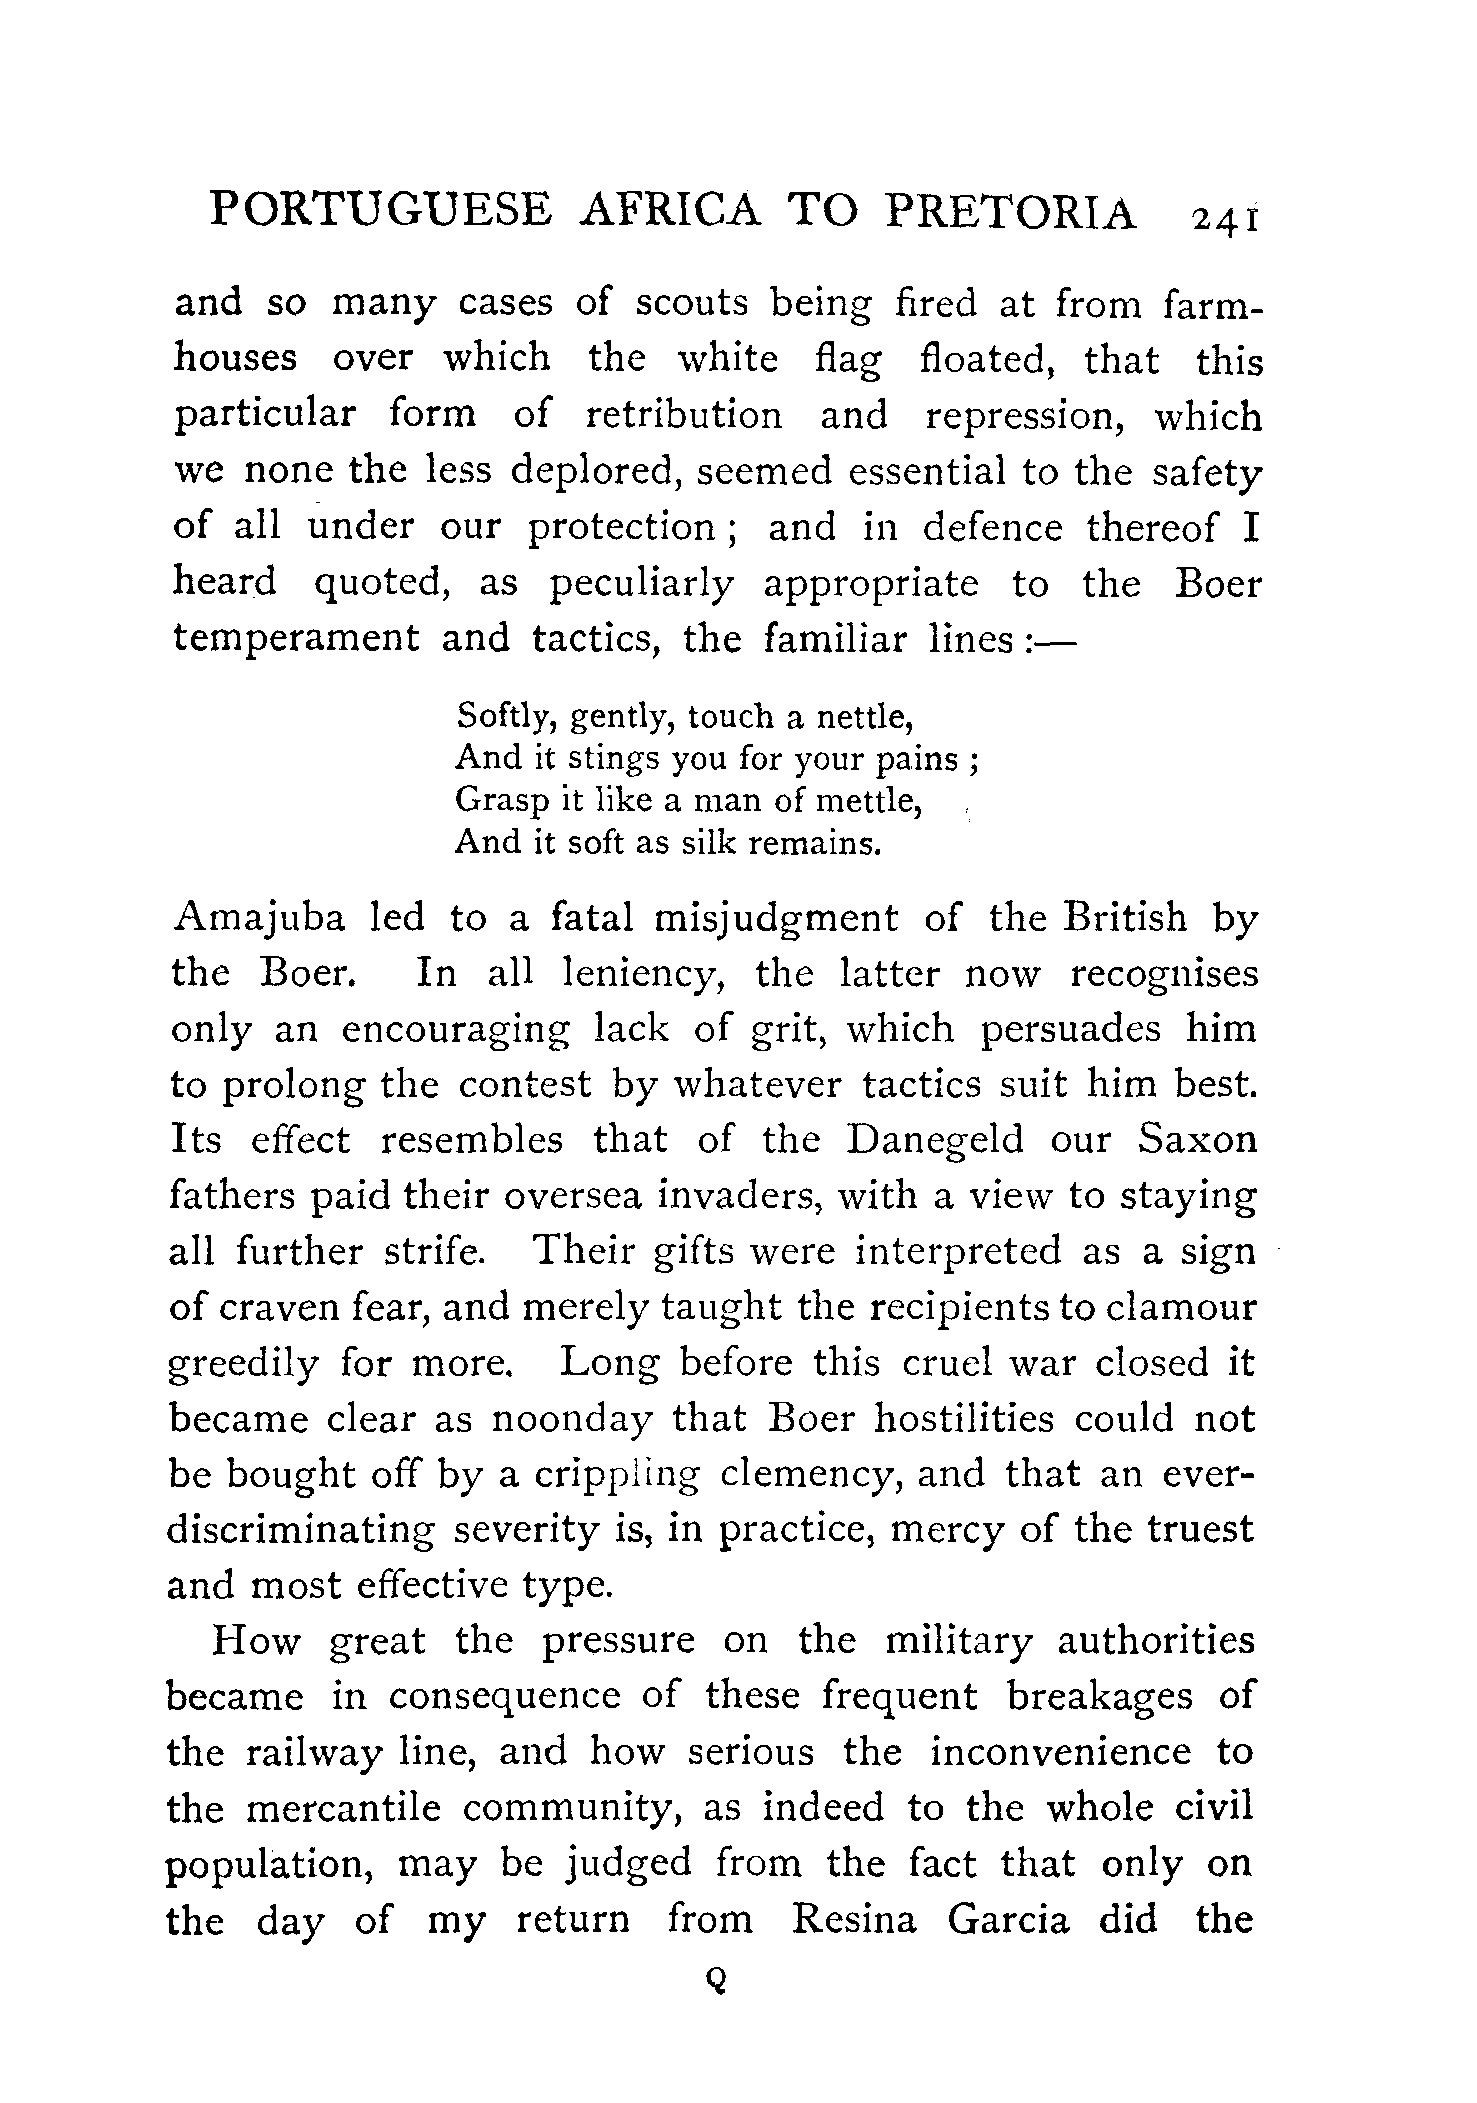 PORTUGUESE AFRICA TO PRETORIA 241
and so many cases of scouts being fired at from farm-
houses over which the white flag floated, that this
particular form of retribution and repression, which
we none the less deplored, seemed essential to the safety
of all under our protection ; and in defence thereof I
heard quoted, as peculiarly appropriate to the Boer
temperament and tactics, the familiar lines :—
Softly, gently, touch a nettle,
And it stings you for your pains ;
Grasp it like a man of mettle,
And it soft as silk remains.
Amajuba led to a fatal misjudgment of the British by
the Boer. In all leniency, the latter now recognises
only an encouraging lack of grit, which persuades him
to prolong the contest by whatever tactics suit him best.
Its effect resembles that of the Danegeld our Saxon
fathers paid their oversea invaders, with a view to staying
all further strife. Their gifts were interpreted as a sign
of craven fear, and merely taught the recipients to clamour
greedily for more. Long before this cruel war closed it
became clear as noonday that Boer hostilities could not
be bought off by a crippling clemency, and that an ever-
discriminating severity is, in practice, mercy of the truest
and most effective type.
How great the pressure on the military authorities
became in consequence of these frequent breakages of
the railway line, and how serious the inconvenience to
the mercantile community, as indeed to the whole civil
population, may be judged from the fact that only on
the day of my return from Resina Garcia did the
Q